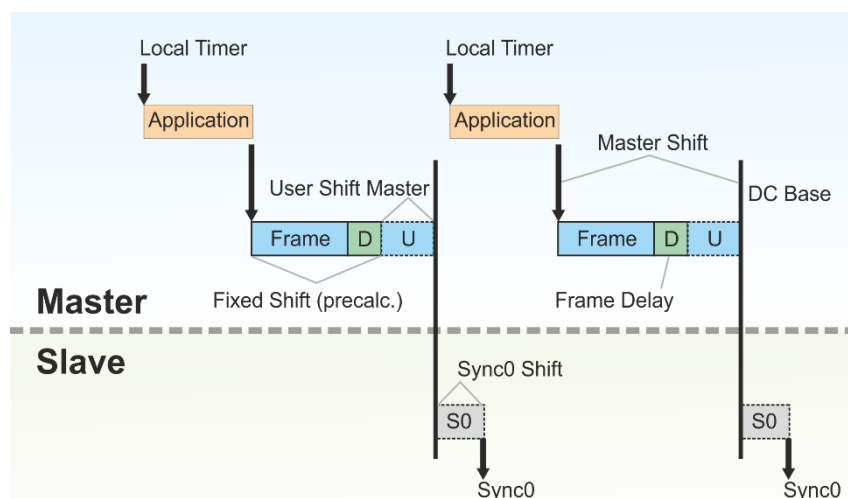 Local Timer
Local Timer
Application
Application
Master Shift
User Shift Master
DC Base
Frame
D
U
Frame
D
U
Master
Fixed Shift (precalc.)
Frame Delay
Slave
Sync0 Shift
S0
S0
Sync0
Sync0